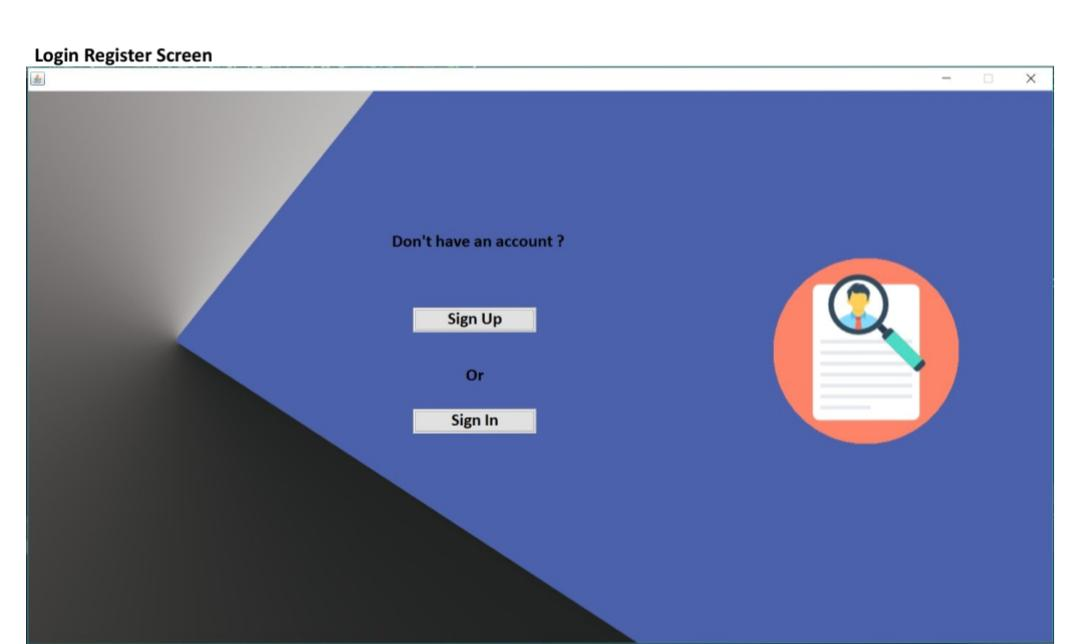 Login Register Screen
Don't have an account ?
Sign Up
Or
Sign In